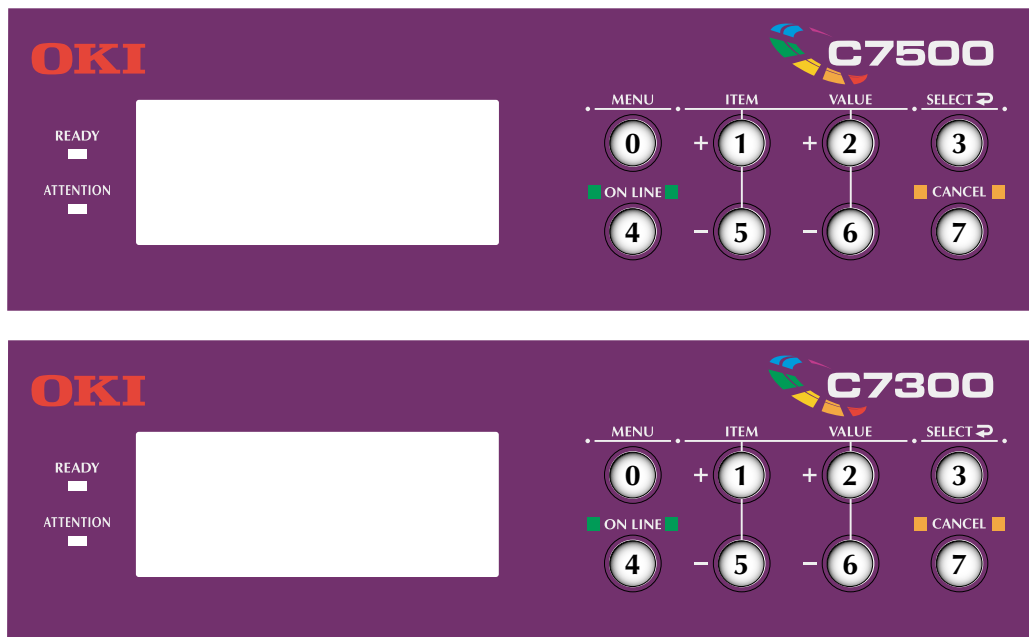 OKI
C7500
MENU ITEM VALUE SELECT
READY
0 + 1 + 2 3
ATTENTION
ON LINE CANCEL
4 - 5 - 6 7
OKI
C7300
MENU ITEM VALUE SELECT
READY
0 + 1 + 2 3
ATTENTION
ON LINE CANCEL
4 - 5 - 6 7